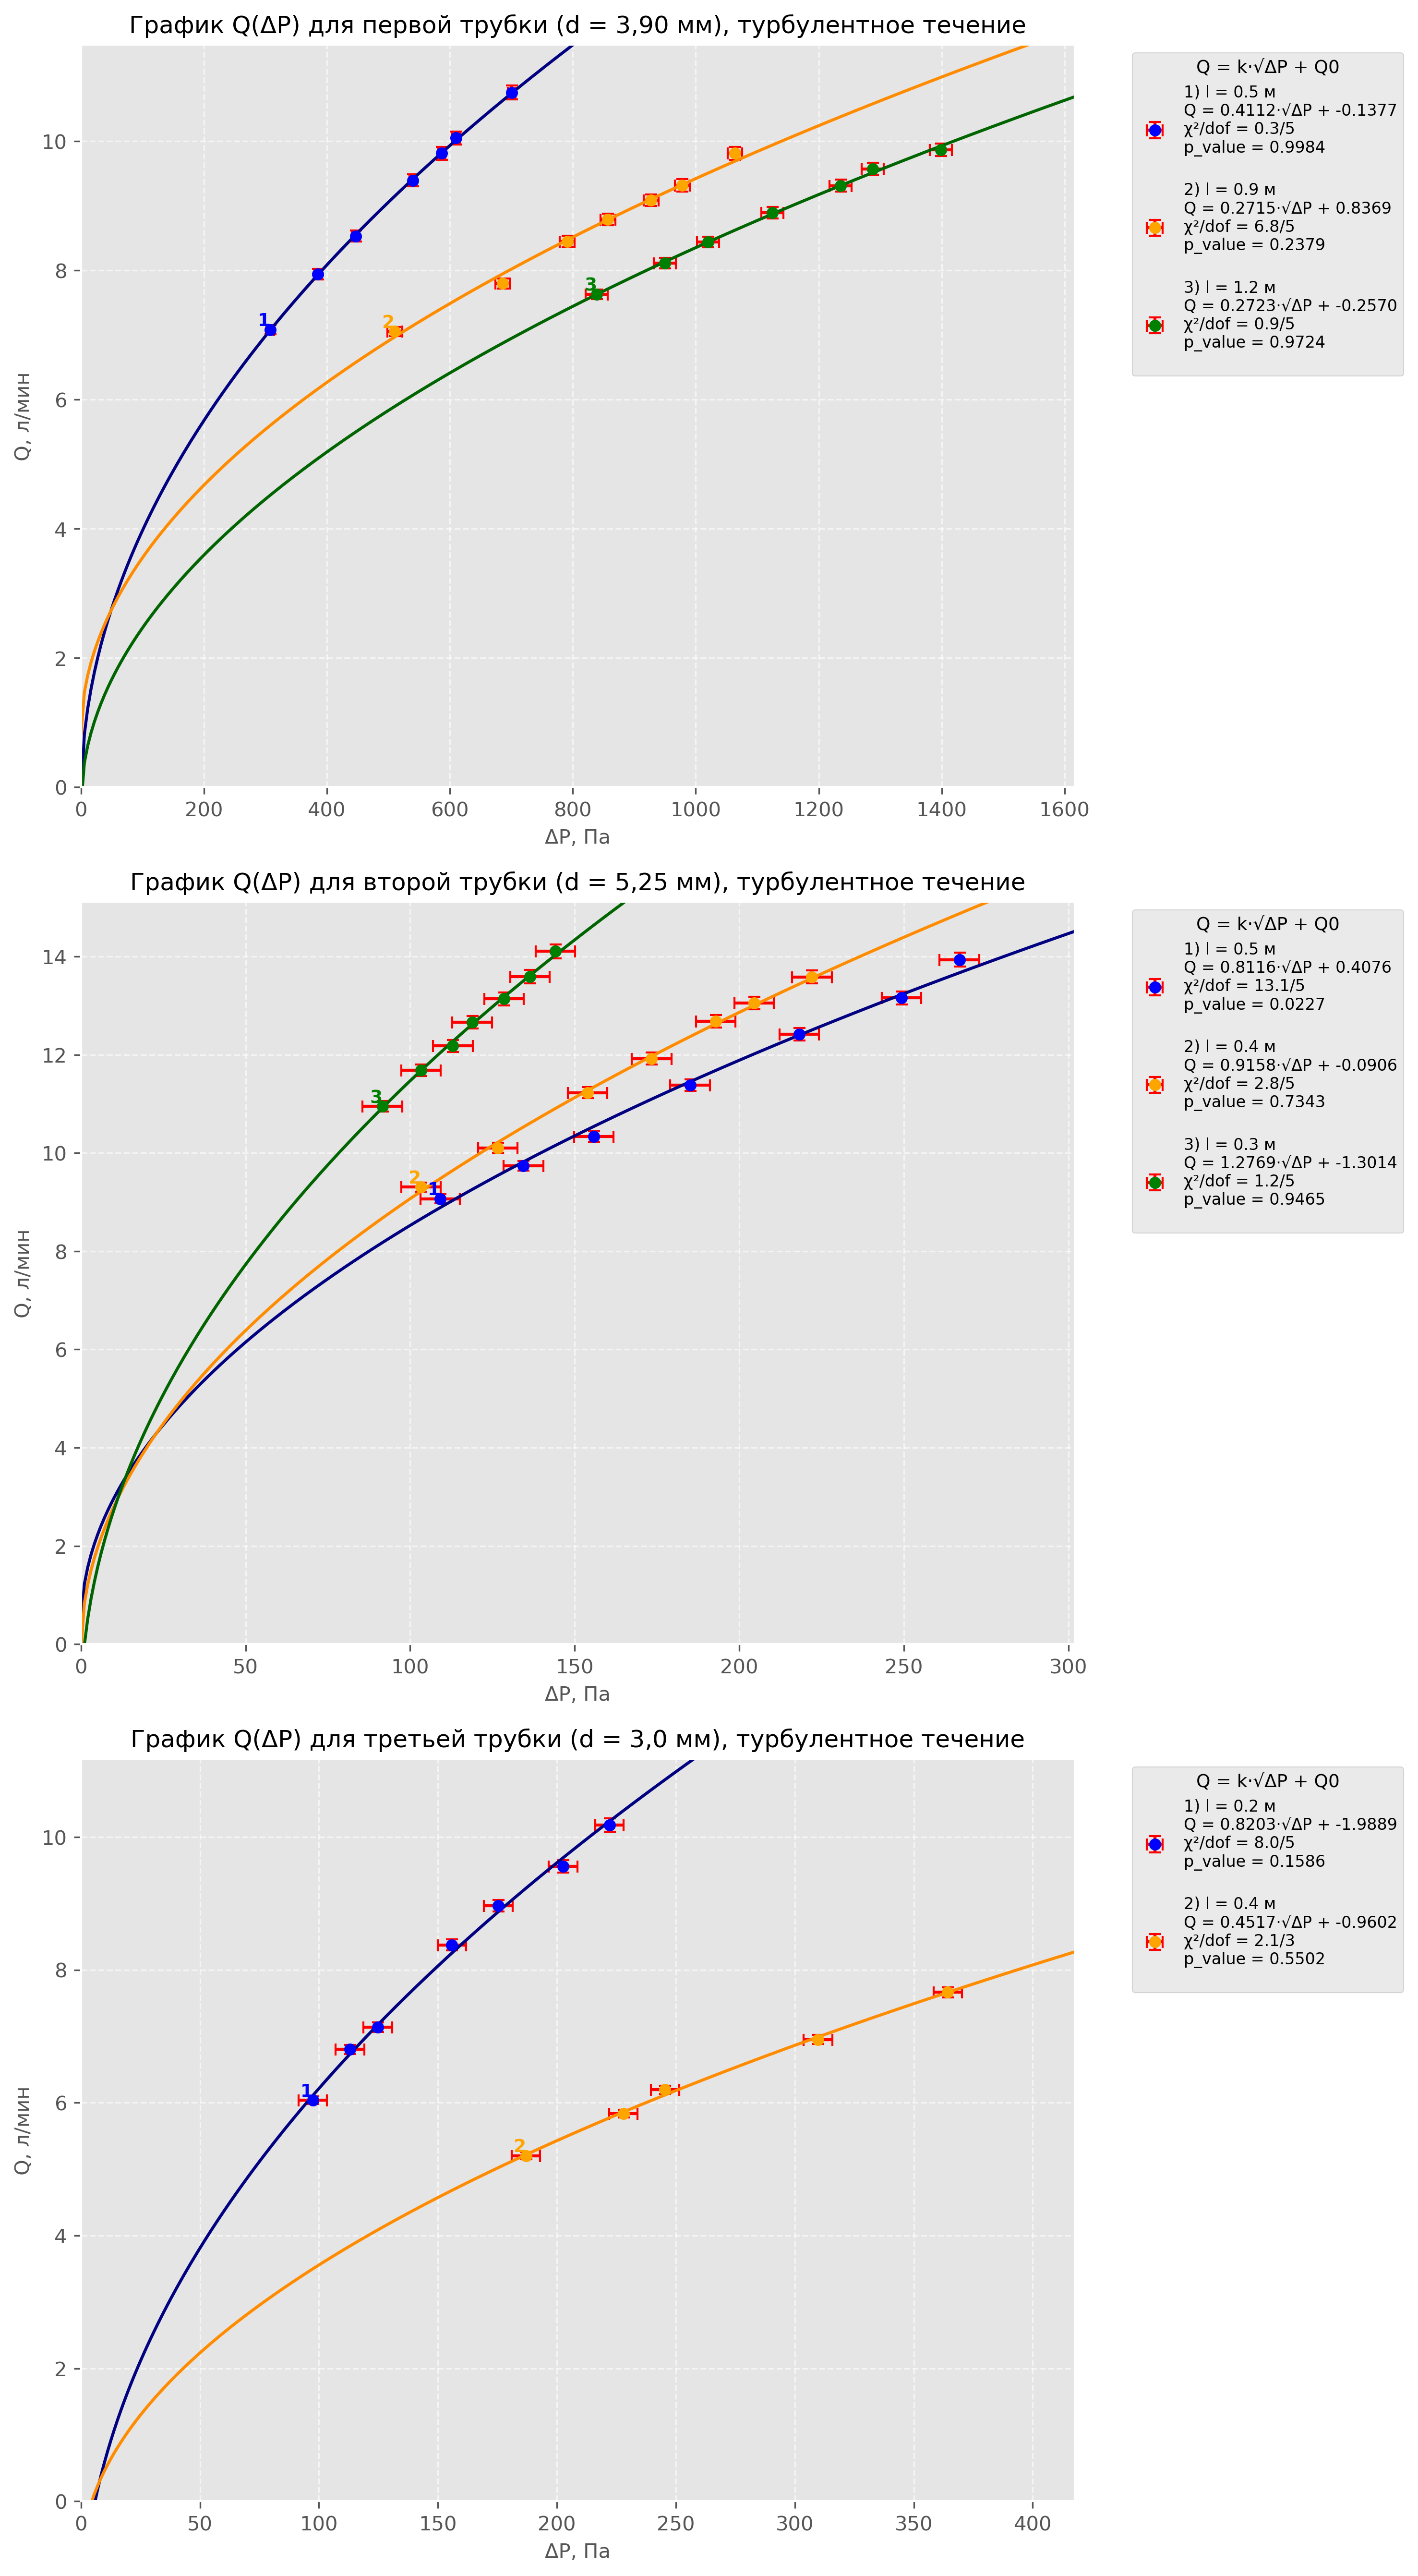 График Q(ΔP) для первой трубки (d = 3,90 мм), турбулентное течение
Q, л/мин
10
8
6
4
2
0
0 200 400 600 800 1000 1200 1400 1600
ΔP, Па
1
2
3
Q = k·√ΔP + Q0
1) l = 0.5 м
Q = 0.4112·√ΔP + -0.1377
χ²/dof = 0.3/5
p_value = 0.9984
2) l = 0.9 м
Q = 0.2715·√ΔP + 0.8369
χ²/dof = 6.8/5
p_value = 0.2379
3) l = 1.2 м
Q = 0.2723·√ΔP + -0.2570
χ²/dof = 0.9/5
p_value = 0.9724
График Q(ΔP) для второй трубки (d = 5,25 мм), турбулентное течение
Q, л/мин
14
12
10
8
6
4
2
0
0 50 100 150 200 250 300
ΔP, Па
3
2
1
Q = k·√ΔP + Q0
1) l = 0.5 м
Q = 0.8116·√ΔP + 0.4076
χ²/dof = 13.1/5
p_value = 0.0227
2) l = 0.4 м
Q = 0.9158·√ΔP + -0.0906
χ²/dof = 2.8/5
p_value = 0.7343
3) l = 0.3 м
Q = 1.2769·√ΔP + -1.3014
χ²/dof = 1.2/5
p_value = 0.9465
График Q(ΔP) для третьей трубки (d = 3,0 мм), турбулентное течение
Q, л/мин
10
8
6
4
2
0
0 50 100 150 200 250 300 350 400
ΔP, Па
1
2
Q = k·√ΔP + Q0
1) l = 0.2 м
Q = 0.8203·√ΔP + -1.9889
χ²/dof = 8.0/5
p_value = 0.1586
2) l = 0.4 м
Q = 0.4517·√ΔP + -0.9602
χ²/dof = 2.1/3
p_value = 0.5502